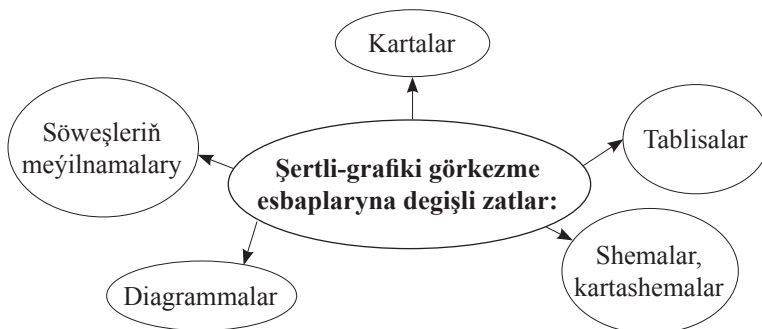 Kartalar
Söweşleriň
meýilnamalary
Şertli-grafiki görkezme
esbaplaryna degişli zatlar:
Tablisalar
Shemalar,
kartashemalar
Diagrammalar